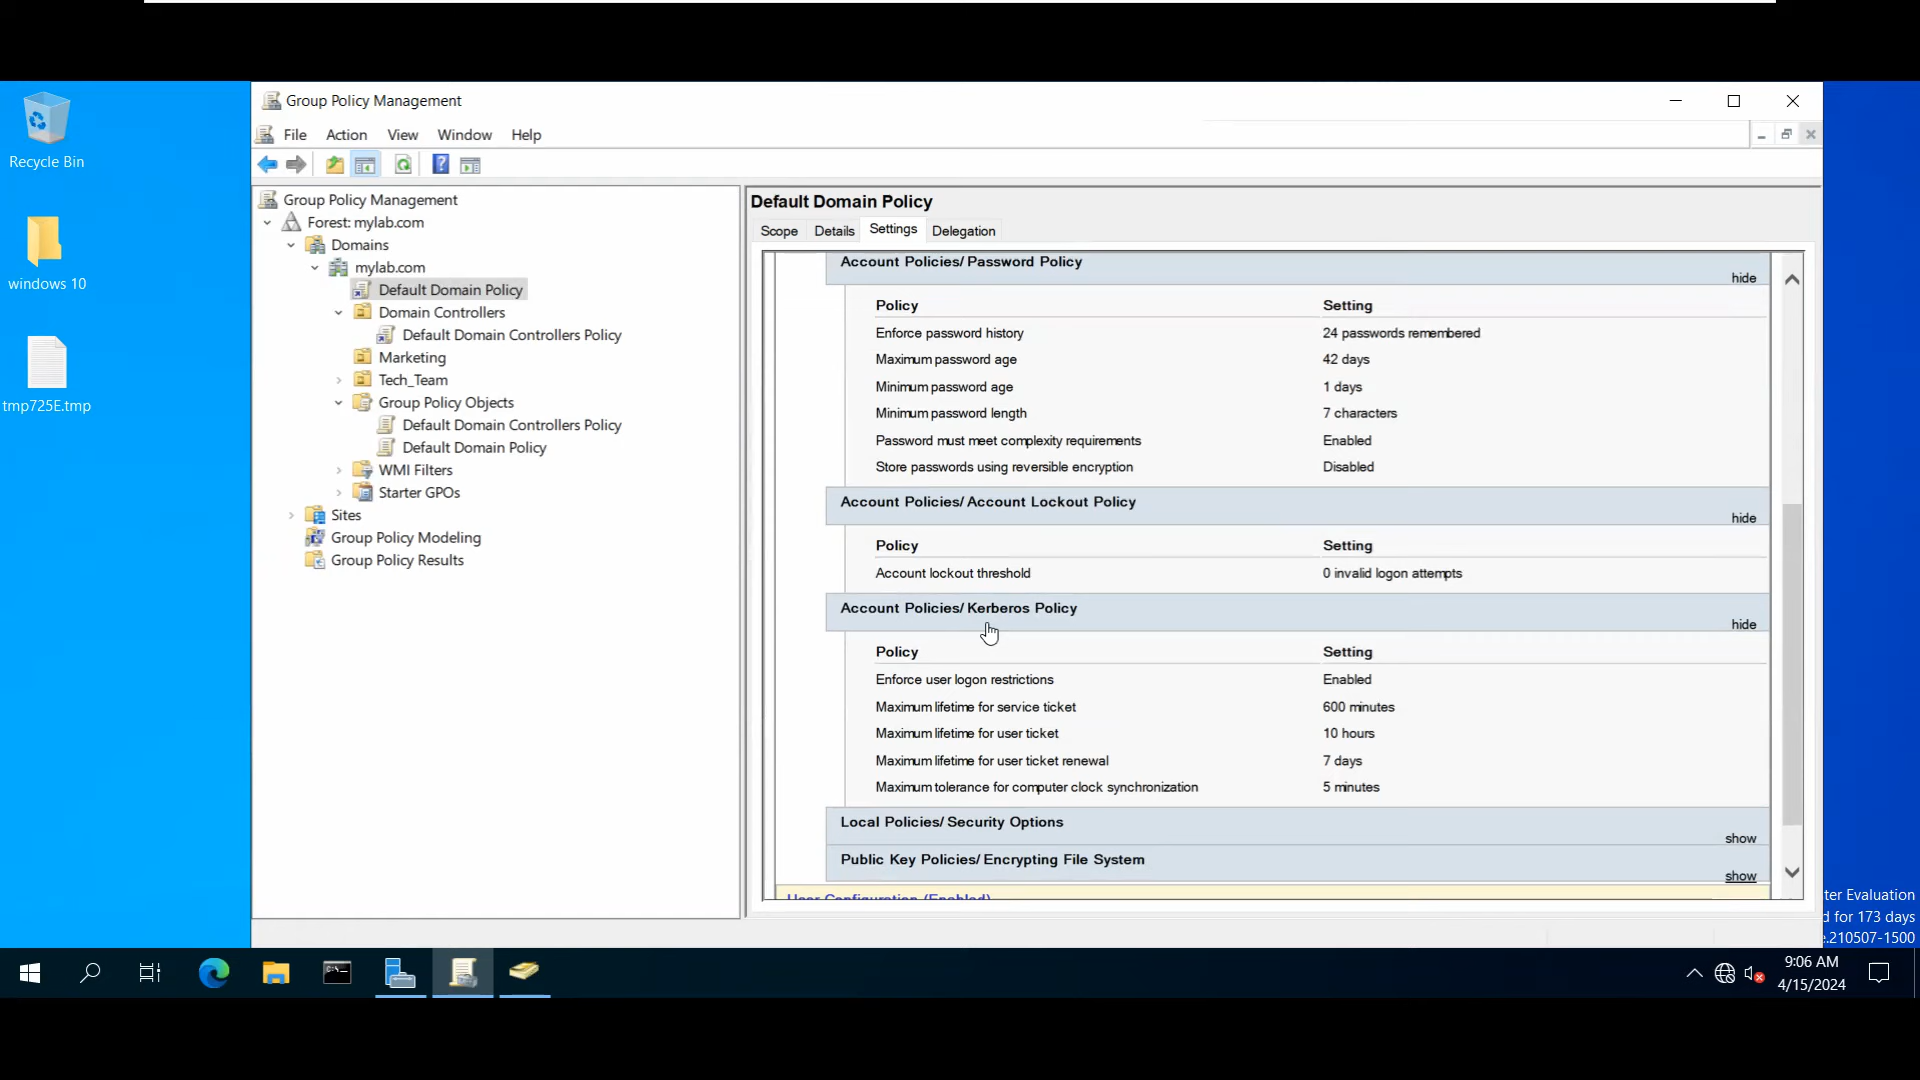 Recycle Bin
windows 10
tmp725E.tmp
Group Policy Management
File Action View Window Help
Group Policy Management
Forest: mylab.com
Domains
mylab.com
Default Domain Policy
Domain Controllers
Default Domain Controllers Policy
Marketing
Tech_Team
Group Policy Objects
Default Domain Controllers Policy
Default Domain Policy
WMI Filters
Starter GPOs
Sites
Group Policy Modeling
Group Policy Results
Default Domain Policy
Scope Details Settings Delegation
Account Policies/Password Policy
hide
Policy Setting
Enforce password history 24 passwords remembered
Maximum password age 42 days
Minimum password age 1 days
Minimum password length 7 characters
Password must meet complexity requirements Enabled
Store passwords using reversible encryption Disabled
Account Policies/Account Lockout Policy
hide
Policy Setting
Account lockout threshold 0 invalid logon attempts
Account Policies/Kerberos Policy
hide
Policy Setting
Enforce user logon restrictions Enabled
Maximum lifetime for service ticket 600 minutes
Maximum lifetime for user ticket 10 hours
Maximum lifetime for user ticket renewal 7 days
Maximum tolerance for computer clock synchronization 5 minutes
Local Policies/Security Options
show
Public Key Policies/Encrypting File System
show
User Configuration (Enabled)
ter Evaluation
d for 173 days
e.210507-1500
9:06 AM
4/15/2024